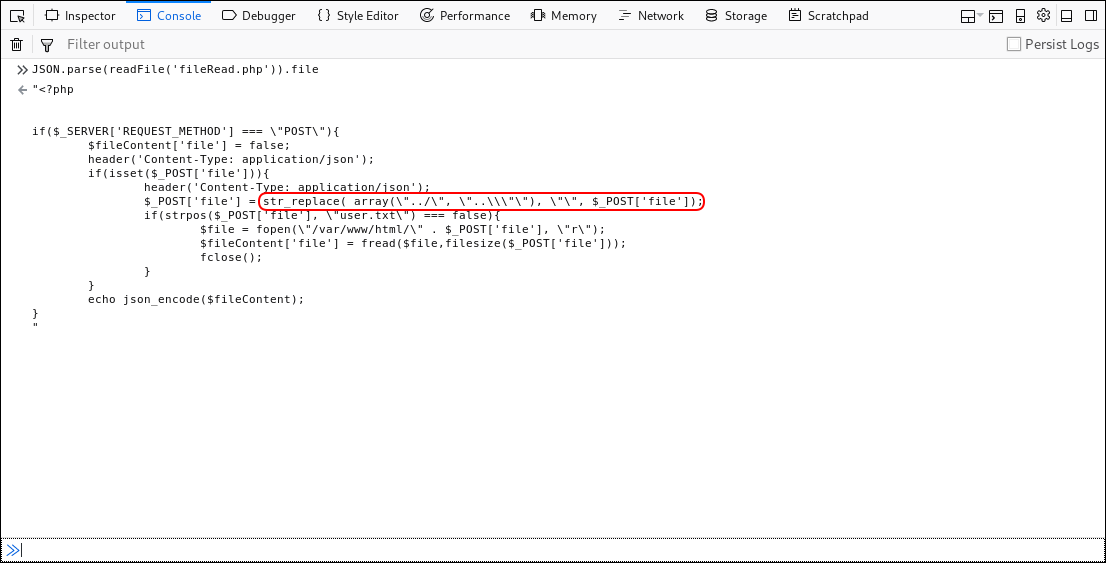 Inspector Console Debugger Style Editor Performance Memory Network Storage Scratchpad
Filter output Persist Logs
JSON.parse(readFile('fileRead.php')).file
"<?php
if($_SERVER['REQUEST_METHOD'] === \"POST\"){
$fileContent['file'] = false;
header('Content-Type: application/json');
if(isset($_POST['file'])){
header('Content-Type: application/json');
$_POST['file'] = str_replace( array(\"../\", \"..\\\"\"), \"\", $_POST['file']);
if(strpos($_POST['file'], \"user.txt\") === false){
$file = fopen(\"/var/www/html/\" . $_POST['file'], \"r\");
$fileContent['file'] = fread($file,filesize($_POST['file']));
fclose();
}
}
echo json_encode($fileContent);
}
"